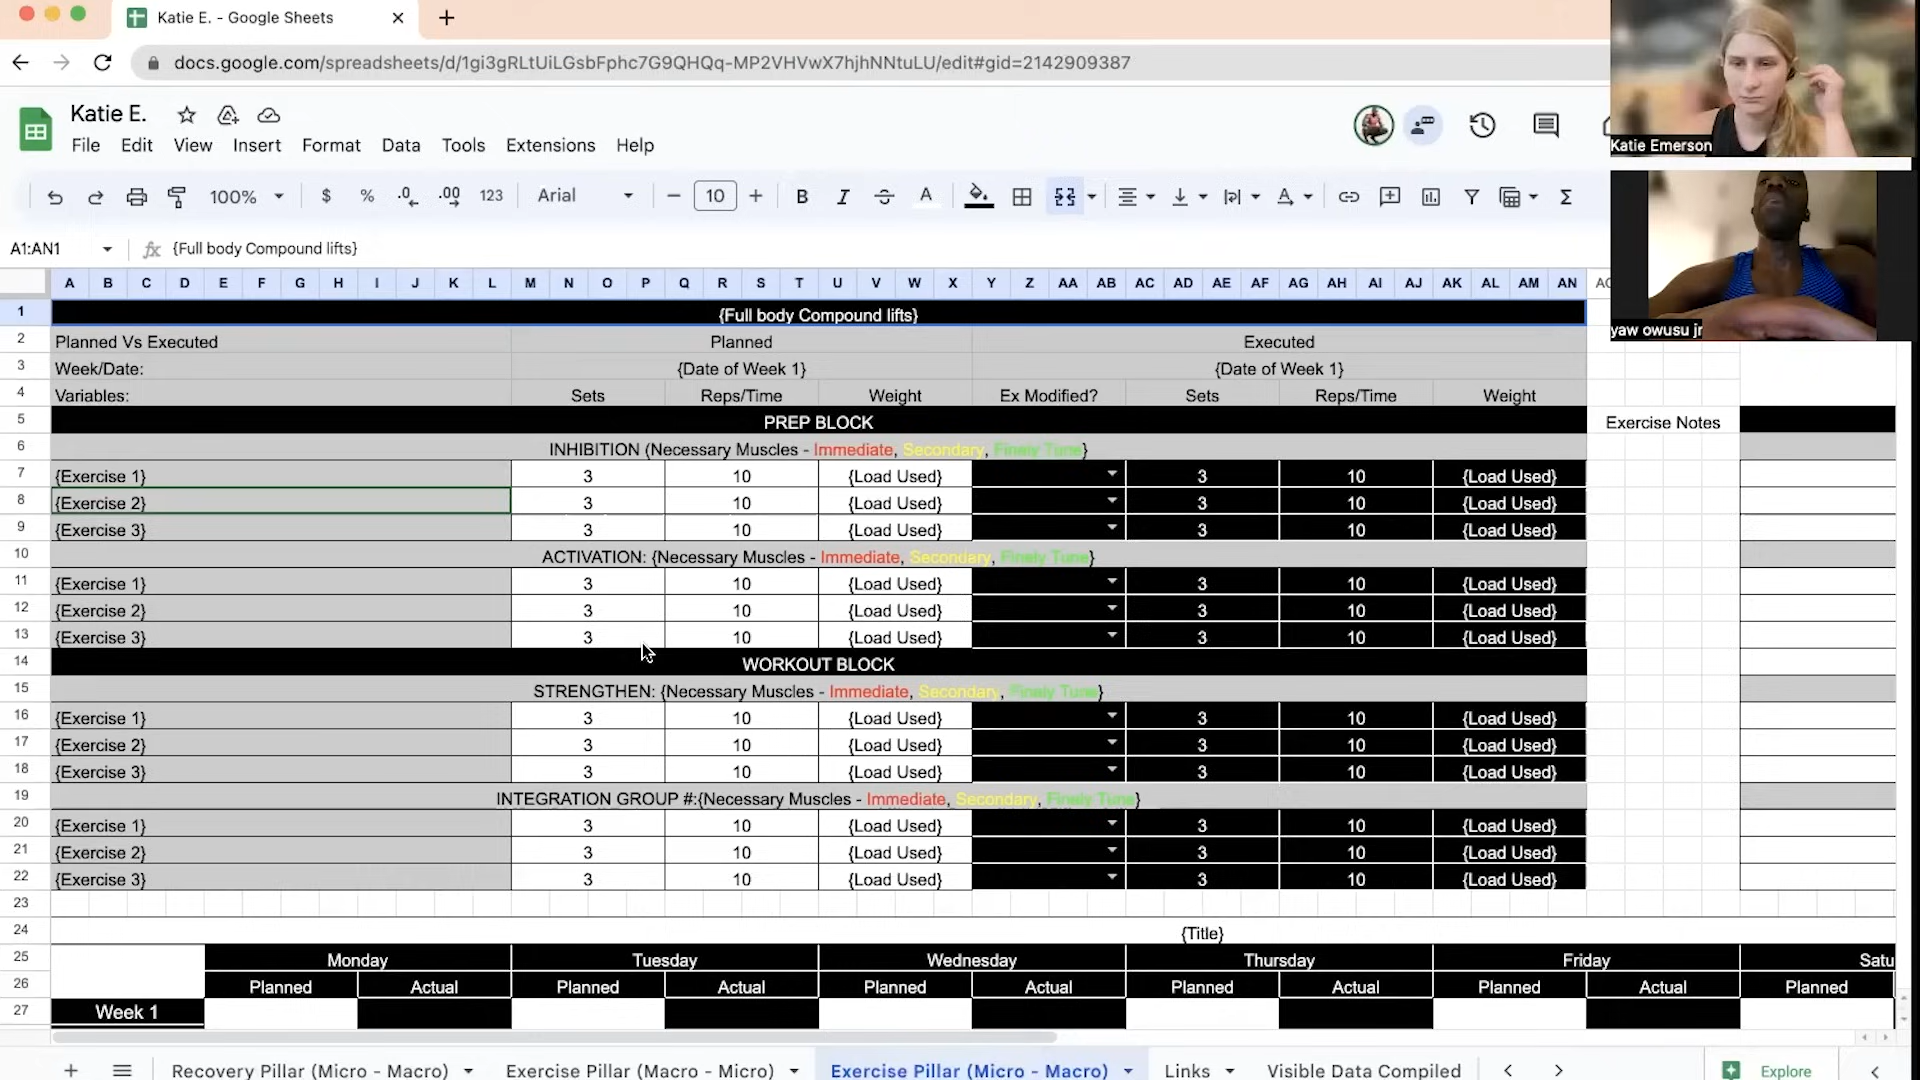 Katie E. - Google Sheets
docs.google.com/spreadsheets/d/1gi3gRLtUiLGsbFphc7G9QHQq-MP2VHVwX7hjhNNtuLU/edit#gid=2142909387
Katie E.
File Edit View Insert Format Data Tools Extensions Help
100% $ % .0 .00 123 Arial 10 B I A Σ
Katie Emerson
yaw owusu jr
A1:AN1 fx {Full body Compound lifts}
A B C D E F G H I J K L M N O P Q R S T U V W X Y Z AA AB AC AD AE AF AG AH AI AJ AK AL AM AN
1 {Full body Compound lifts}
2 Planned Vs Executed Planned Executed
3 Week/Date: {Date of Week 1} {Date of Week 1}
4 Variables: Sets Reps/Time Weight Ex Modified? Sets Reps/Time Weight
5 PREP BLOCK Exercise Notes
6 INHIBITION (Necessary Muscles - Immediate, Secondary, Finely Tune}
7 {Exercise 1} 3 10 {Load Used} 3 10 {Load Used}
8 {Exercise 2} 3 10 {Load Used} 3 10 {Load Used}
9 {Exercise 3} 3 10 {Load Used} 3 10 {Load Used}
10 ACTIVATION: {Necessary Muscles - Immediate, Secondary, Finely Tune}
11 {Exercise 1} 3 10 {Load Used} 3 10 {Load Used}
12 {Exercise 2} 3 10 {Load Used} 3 10 {Load Used}
13 {Exercise 3} 3 10 {Load Used} 3 10 {Load Used}
14 WORKOUT BLOCK
15 STRENGTHEN: {Necessary Muscles - Immediate, Secondary, Finely Tune}
16 {Exercise 1} 3 10 {Load Used} 3 10 {Load Used}
17 {Exercise 2} 3 10 {Load Used} 3 10 {Load Used}
18 {Exercise 3} 3 10 {Load Used} 3 10 {Load Used}
19 INTEGRATION GROUP #:{Necessary Muscles - Immediate, Secondary, Finely Tune}
20 {Exercise 1} 3 10 {Load Used} 3 10 {Load Used}
21 {Exercise 2} 3 10 {Load Used} 3 10 {Load Used}
22 {Exercise 3} 3 10 {Load Used} 3 10 {Load Used}
23
24 {Title}
25 Monday Tuesday Wednesday Thursday Friday Satu
26 Planned Actual Planned Actual Planned Actual Planned Actual Planned Actual Planned
27 Week 1
Recovery Pillar (Micro - Macro) Exercise Pillar (Macro - Micro) Exercise Pillar (Micro - Macro) Links Visible Data Compiled Explore